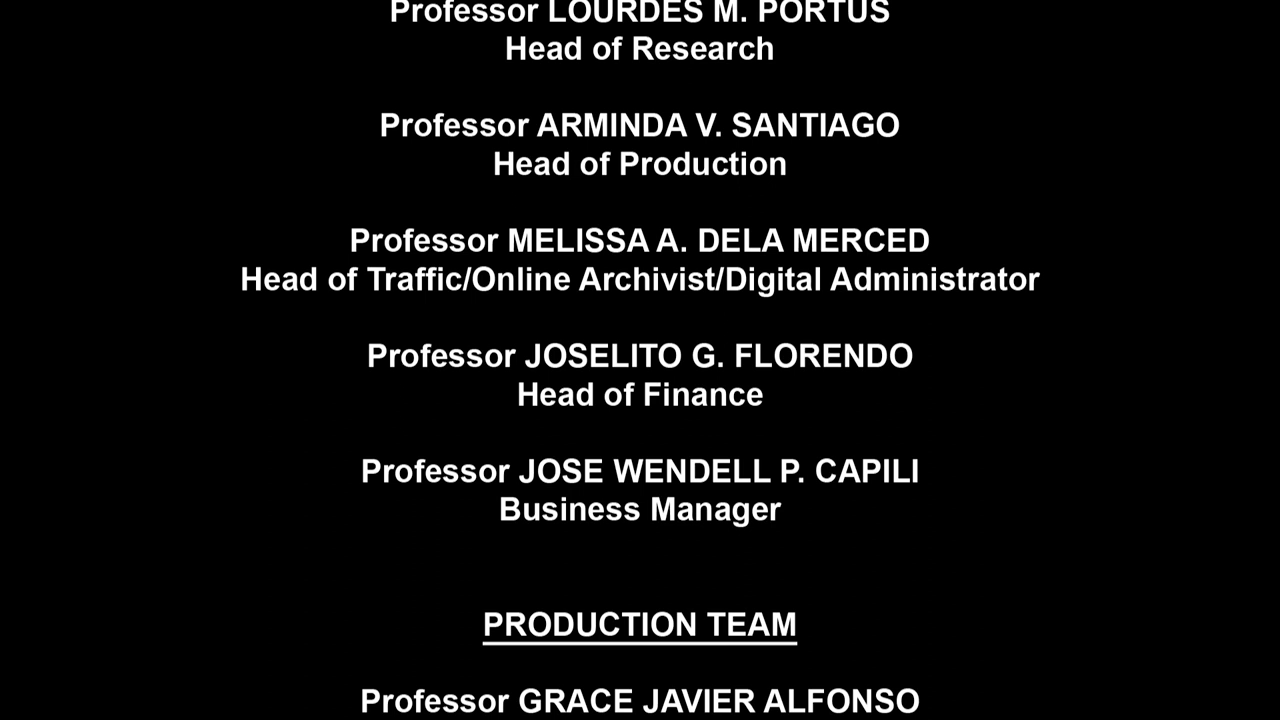 Professor LOURDES M. PORTUS
Head of Research
Professor ARMINDA V. SANTIAGO
Head of Production
Professor MELISSA A. DELA MERCED
Head of Traffic/Online Archivist/Digital Administrator
Professor JOSELITO G. FLORENDO
Head of Finance
Professor JOSE WENDELL P. CAPILI
Business Manager
PRODUCTION TEAM
Professor GRACE JAVIER ALFONSO